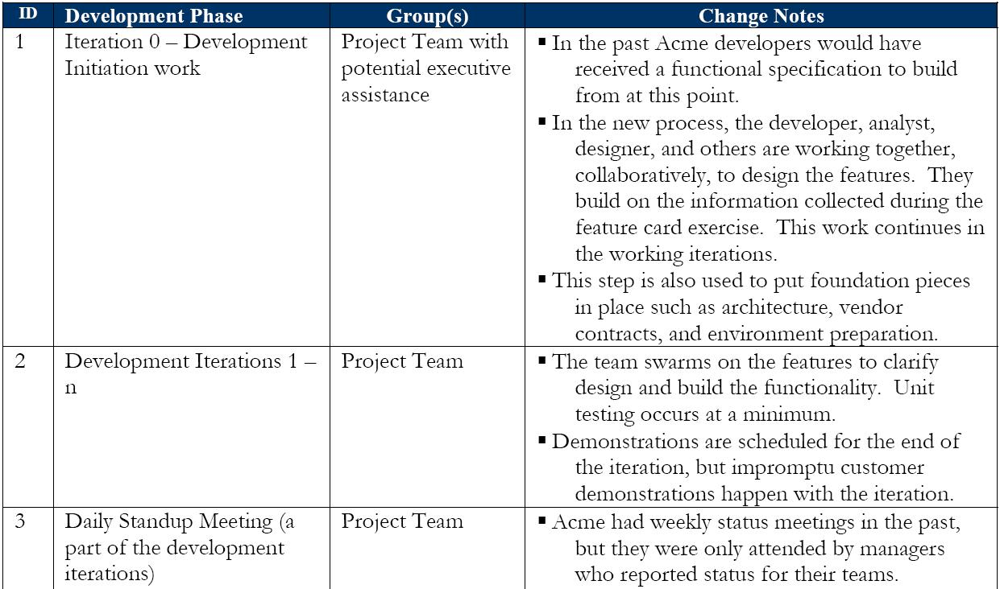 ID Development Phase Group(s) Change Notes
1 Iteration 0 – Development Initiation work
Project Team with potential executive assistance
▪ In the past Acme developers would have
received a functional specification to build
from at this point.
▪ In the new process, the developer, analyst,
designer, and others are working together,
collaboratively, to design the features.  They
build on the information collected during the
feature card exercise.  This work continues in
the working iterations.
▪ This step is also used to put foundation pieces
in place such as architecture, vendor
contracts, and environment preparation.
2 Development Iterations 1 –
n
Project Team
▪ The team swarms on the features to clarify
design and build the functionality.  Unit
testing occurs at a minimum.
▪ Demonstrations are scheduled for the end of
the iteration, but impromptu customer
demonstrations happen with the iteration.
3 Daily Standup Meeting (a
part of the development
iterations)
Project Team
▪ Acme had weekly status meetings in the past,
but they were only attended by managers
who reported status for their teams.